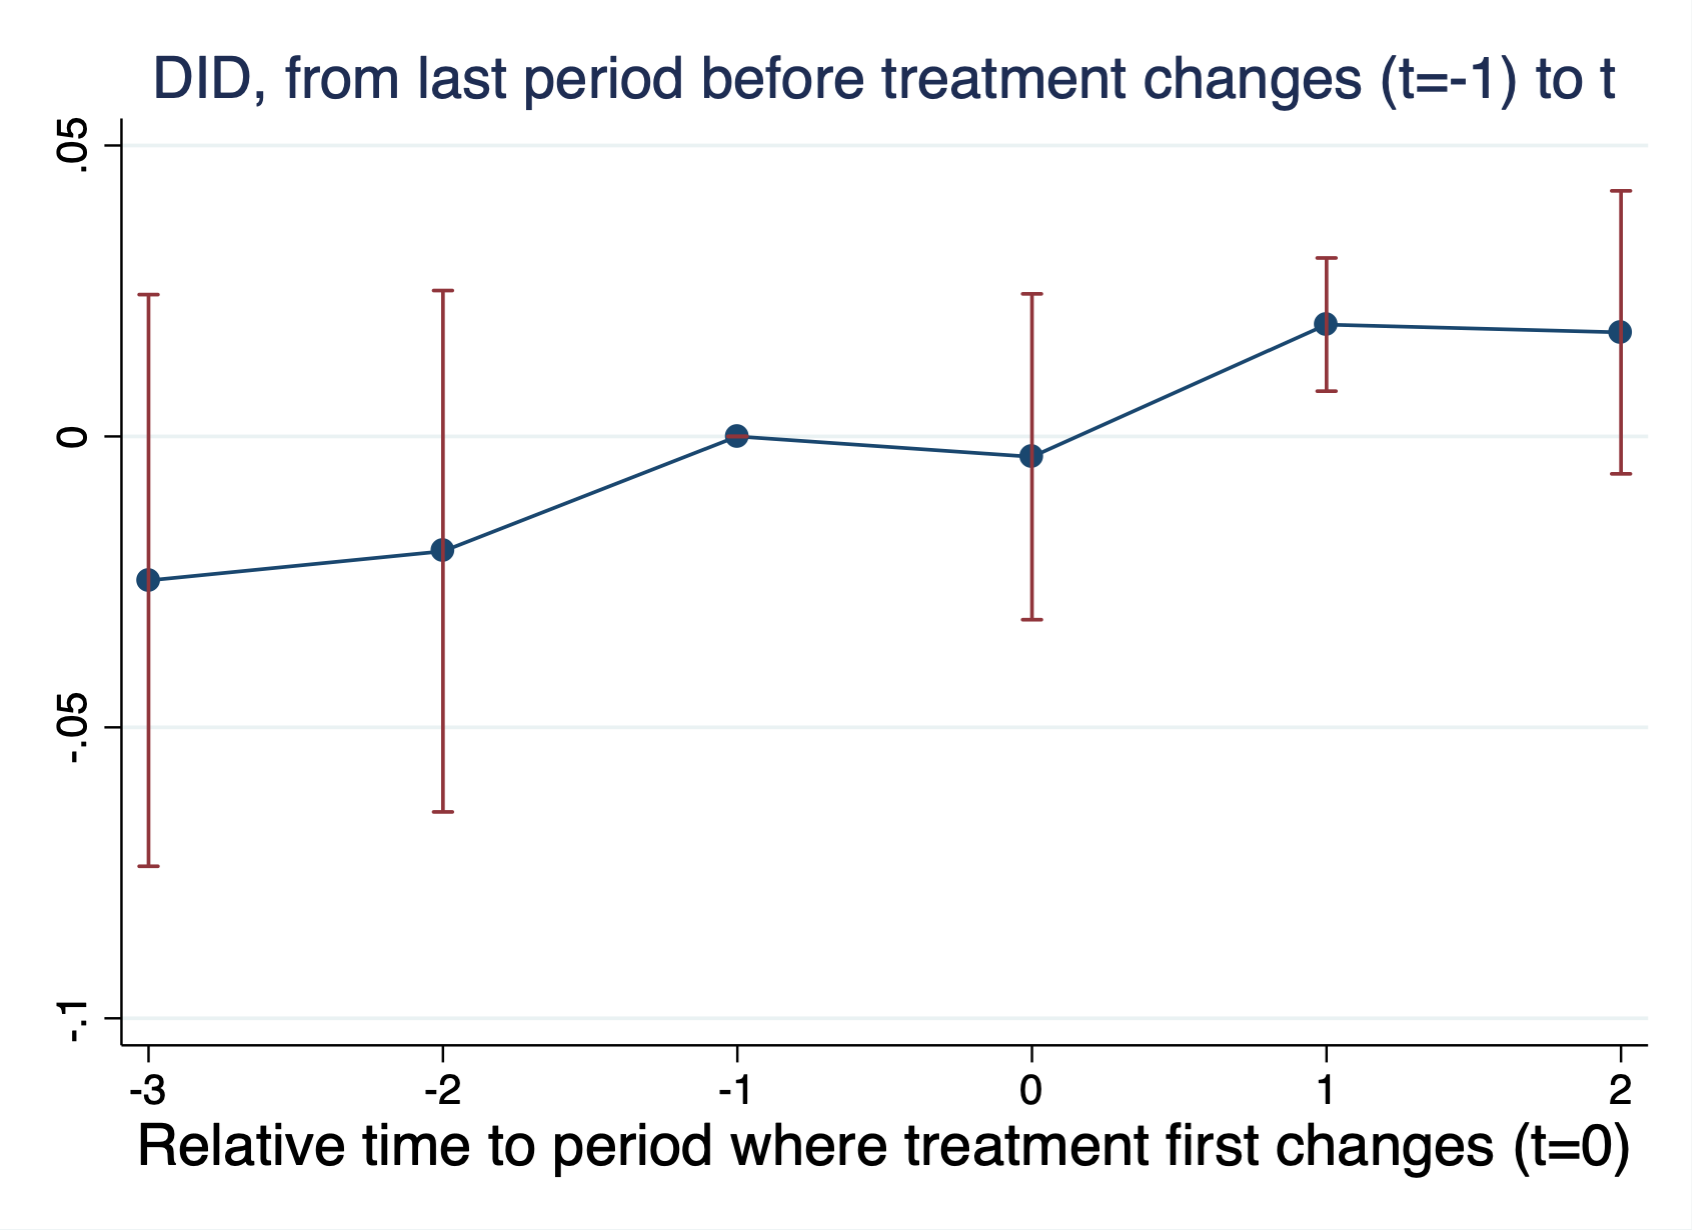 DID, from last period before treatment changes (t=-1) to t
.05
0
-.05
-.1
-3 -2 -1 0 1 2
Relative time to period where treatment first changes (t=0)